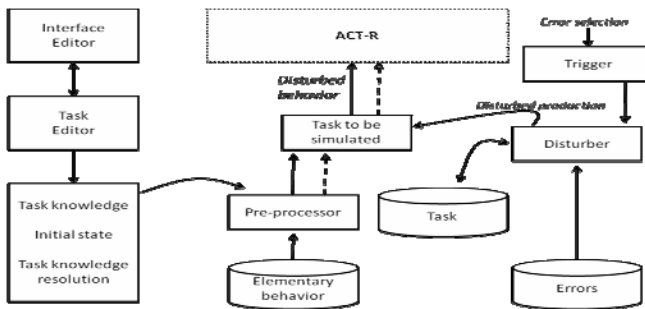 Interface
Editor
Task
Editor
Task knowledge
Initial state
Task knowledge
resolution
ACT-R
Disturbed
behavior
Task to be
simulated
Pre-processor
Elementary
behavior
Error selection
Trigger
Disturbed production
Disturber
Task
Errors